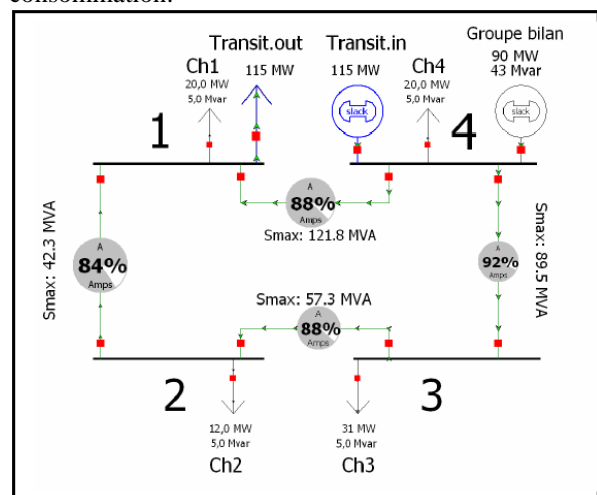 consommation.
Groupe bilan
Transit.out
Transit.in
90 MW
43 Mvar
Ch1
115 MW
115 MW
Ch4
20,0 MW
5,0 Mvar
20,0 MW
5,0 Mvar
slack
slack
1
4
A
88%
Amps
Smax: 121.8 MVA
Smax: 42.3 MVA
A
84%
Amps
A
92%
Amps
Smax: 89.5 MVA
Smax: 57.3 MVA
A
88%
Amps
2
3
12,0 MW
5,0 Mvar
Ch2
31 MW
5,0 Mvar
Ch3